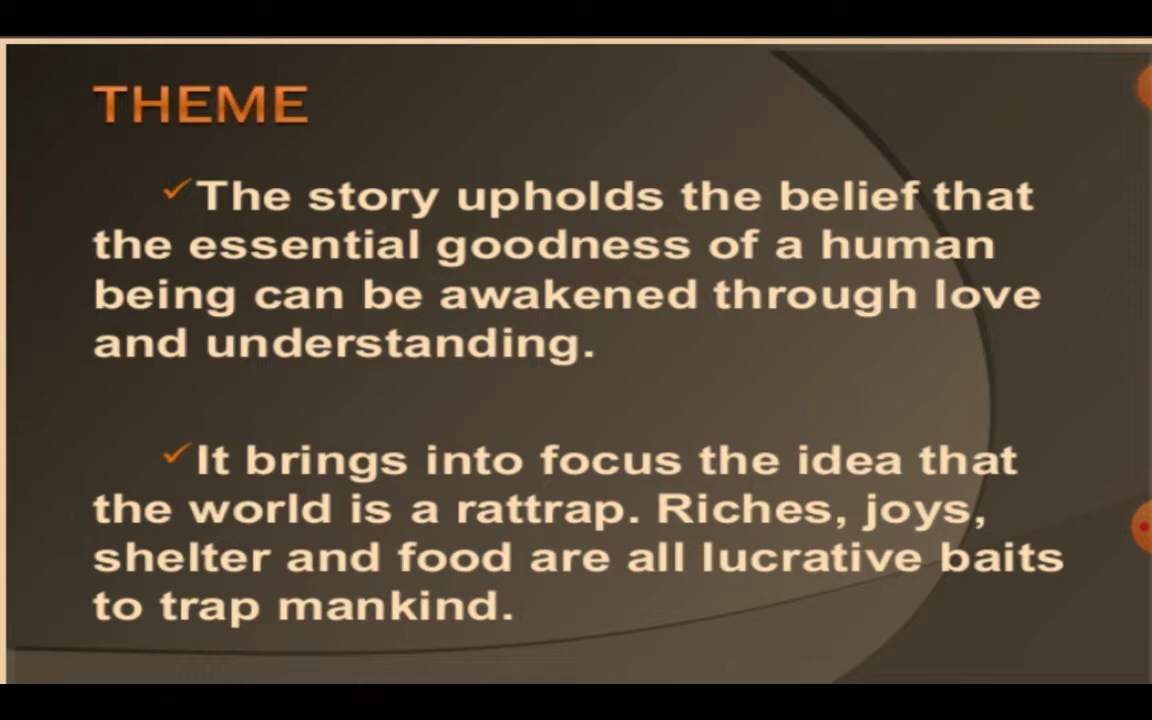 THEME
✓The story upholds the belief that
the essential goodness of a human
being can be awakened through love
and understanding.
✓It brings into focus the idea that
the world is a rattrap. Riches, joys,
shelter and food are all lucrative baits
to trap mankind.